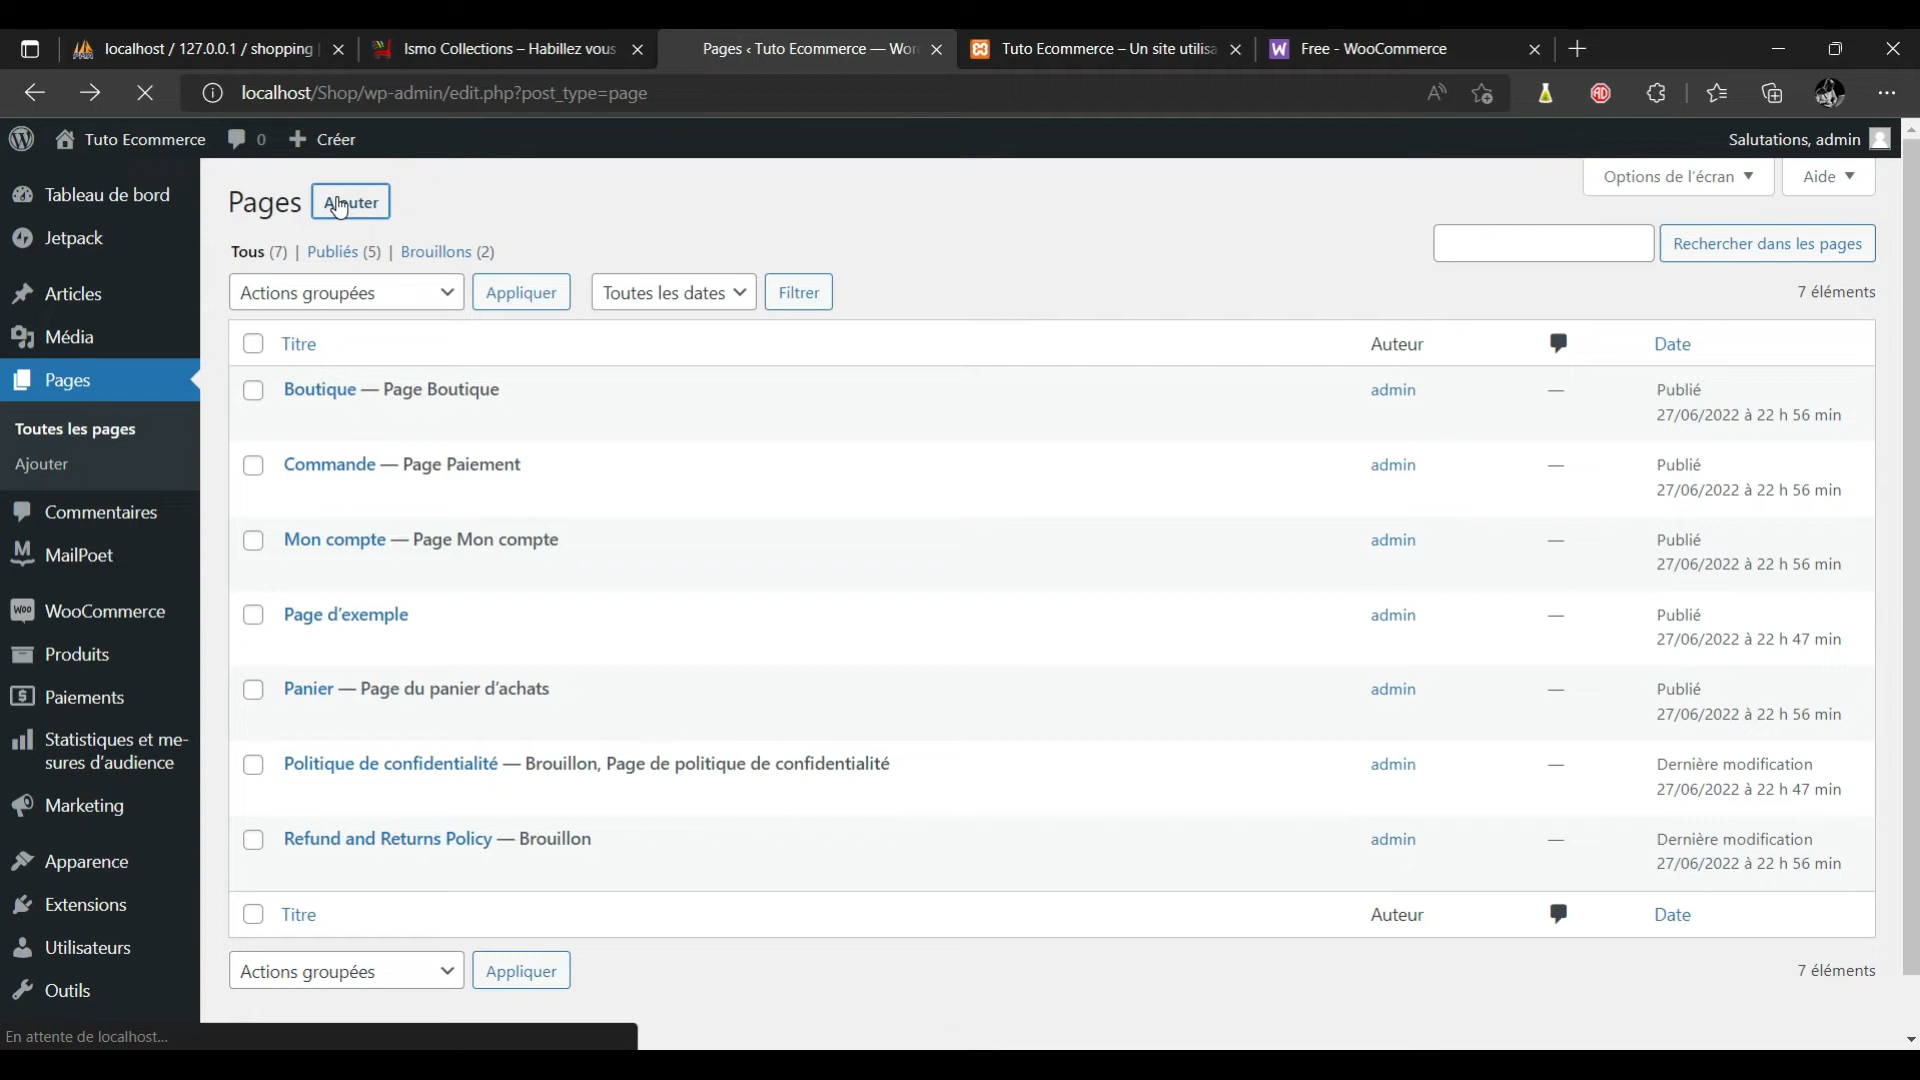 localhost / 127.0.0.1 / shopping
Ismo Collections – Habillez vous
Pages ‹ Tuto Ecommerce — Wor
Tuto Ecommerce – Un site utilisa
Free - WooCommerce
localhost/Shop/wp-admin/edit.php?post_type=page
Tuto Ecommerce
0
Créer
Salutations, admin
Tableau de bord
Jetpack
Articles
Média
Pages
Toutes les pages
Ajouter
Commentaires
MailPoet
WooCommerce
Produits
Paiements
Statistiques et me-
sures d'audience
Marketing
Apparence
Extensions
Utilisateurs
Outils
Pages Ajouter
Options de l'écran Aide
Tous (7) | Publiés (5) | Brouillons (2)
Rechercher dans les pages
Actions groupées Appliquer Toutes les dates Filtrer 7 éléments
Titre Auteur Date
Boutique — Page Boutique admin — Publié
27/06/2022 à 22 h 56 min
Commande — Page Paiement admin — Publié
27/06/2022 à 22 h 56 min
Mon compte — Page Mon compte admin — Publié
27/06/2022 à 22 h 56 min
Page d'exemple admin — Publié
27/06/2022 à 22 h 47 min
Panier — Page du panier d'achats admin — Publié
27/06/2022 à 22 h 56 min
Politique de confidentialité — Brouillon, Page de politique de confidentialité admin — Dernière modification
27/06/2022 à 22 h 47 min
Refund and Returns Policy — Brouillon admin — Dernière modification
27/06/2022 à 22 h 56 min
Titre Auteur Date
Actions groupées Appliquer 7 éléments
En attente de localhost...